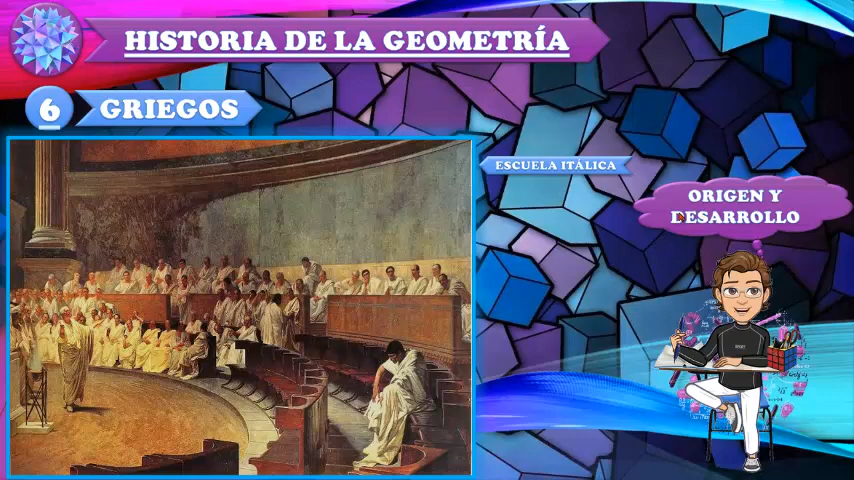 HISTORIA DE LA GEOMETRÍA
6 GRIEGOS
ESCUELA ITÁLICA
ORIGEN Y
DESARROLLO